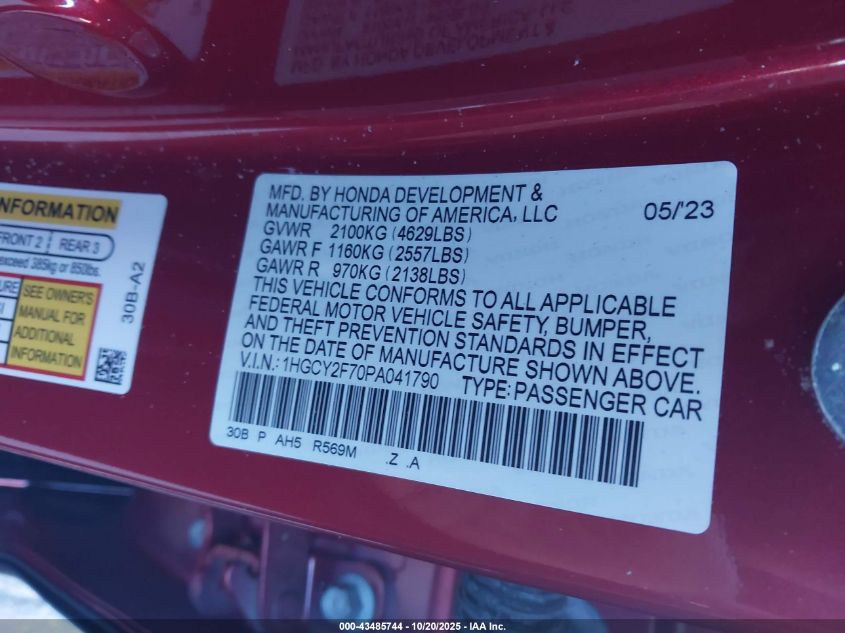 MFD. BY HONDA DEVELOPMENT &
MANUFACTURING OF AMERICA, LLC 05/'23
GVWR 2100KG (4629LBS)
GAWR F 1160KG (2557LBS)
GAWR R 970KG (2138LBS)
THIS VEHICLE CONFORMS TO ALL APPLICABLE
FEDERAL MOTOR VEHICLE SAFETY, BUMPER,
AND THEFT PREVENTION STANDARDS IN EFFECT
ON THE DATE OF MANUFACTURE SHOWN ABOVE.
V.I.N.: 1HGCY2F70PA041790 TYPE: PASSENGER CAR
30B P AH5 R569M .Z .A
INFORMATION
FRONT 2 REAR 3
exceed 385kg or 850lbs.
SEE OWNER'S
MANUAL FOR
ADDITIONAL
INFORMATION
30B-A2
000-43485744 - 10/20/2025 - IAA Inc.